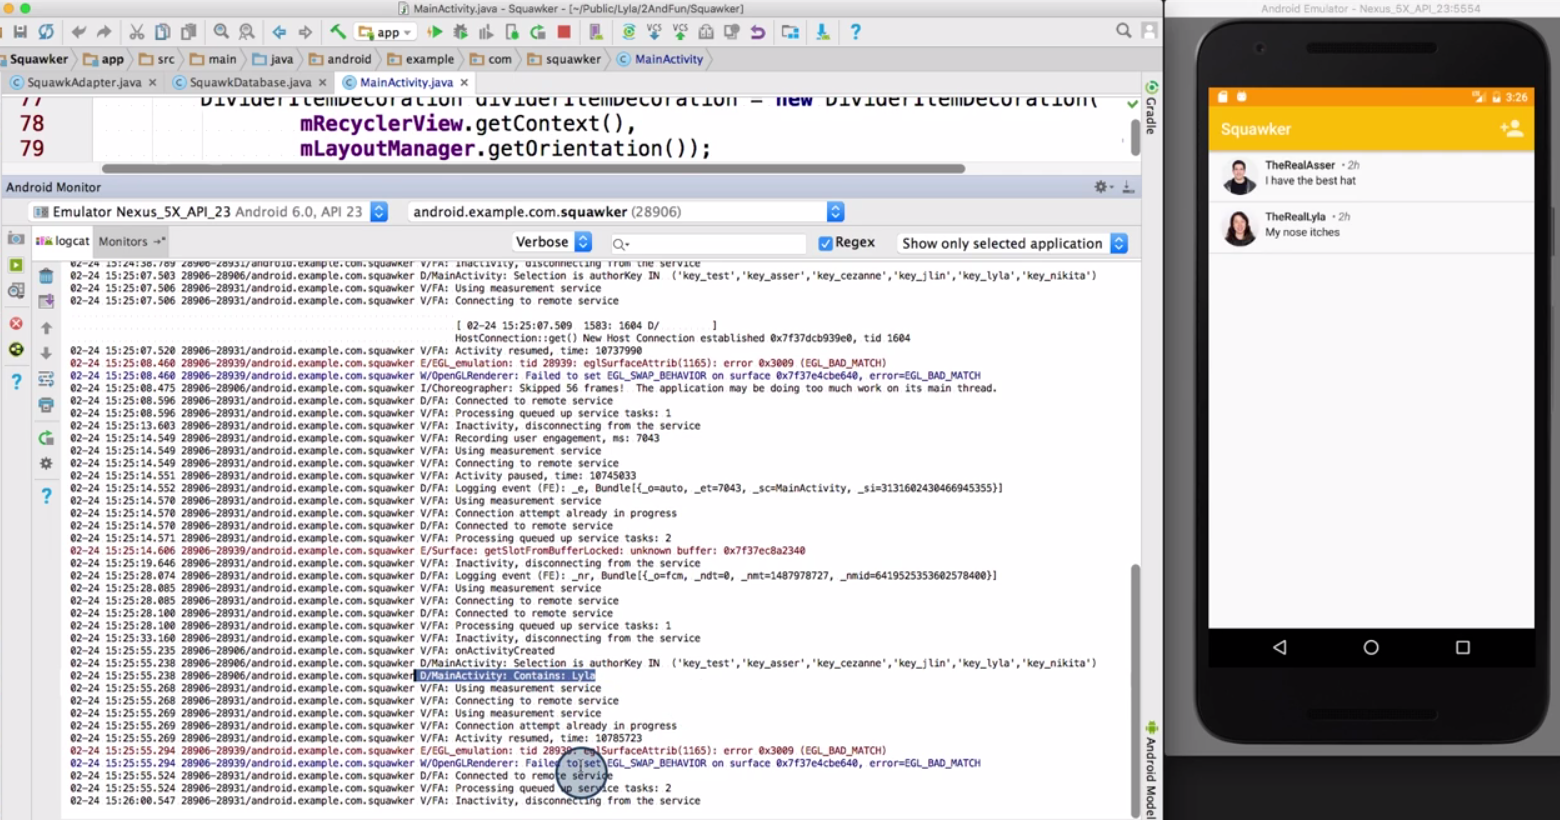 MainActivity.java - Squawker - [~/Public/Lyla/2AndFun/Squawker]
app
Squawker app src main java android example com squawker MainActivity
SquawkAdapter.java SquawkDatabase.java MainActivity.java
77 DividerItemDecoration dividerItemDecoration = new DividerItemDecoration(
78 mRecyclerView.getContext(),
79 mLayoutManager.getOrientation());
Gradle
Android Monitor
Emulator Nexus_5X_API_23 Android 6.0, API 23 android.example.com.squawker (28906)
logcat Monitors Verbose Regex Show only selected application
02-24 15:24:38.789 28906-28931/android.example.com.squawker V/FA: Inactivity, disconnecting from the service
02-24 15:25:07.503 28906-28906/android.example.com.squawker D/MainActivity: Selection is authorKey IN ('key_test','key_asser','key_cezanne','key_jlin','key_lyla','key_nikita')
02-24 15:25:07.506 28906-28931/android.example.com.squawker V/FA: Using measurement service
02-24 15:25:07.506 28906-28931/android.example.com.squawker V/FA: Connecting to remote service
[ 02-24 15:25:07.509 1583: 1604 D/ ]
HostConnection::get() New Host Connection established 0x7f37dcb939e0, tid 1604
02-24 15:25:07.520 28906-28931/android.example.com.squawker V/FA: Activity resumed, time: 10737990
02-24 15:25:08.460 28906-28939/android.example.com.squawker E/EGL_emulation: tid 28939: eglSurfaceAttrib(1165): error 0x3009 (EGL_BAD_MATCH)
02-24 15:25:08.460 28906-28939/android.example.com.squawker W/OpenGLRenderer: Failed to set EGL_SWAP_BEHAVIOR on surface 0x7f37e4cbe640, error=EGL_BAD_MATCH
02-24 15:25:08.475 28906-28906/android.example.com.squawker I/Choreographer: Skipped 56 frames! The application may be doing too much work on its main thread.
02-24 15:25:08.596 28906-28931/android.example.com.squawker D/FA: Connected to remote service
02-24 15:25:08.596 28906-28931/android.example.com.squawker V/FA: Processing queued up service tasks: 1
02-24 15:25:13.603 28906-28931/android.example.com.squawker V/FA: Inactivity, disconnecting from the service
02-24 15:25:14.549 28906-28931/android.example.com.squawker V/FA: Recording user engagement, ms: 7043
02-24 15:25:14.549 28906-28931/android.example.com.squawker V/FA: Using measurement service
02-24 15:25:14.549 28906-28931/android.example.com.squawker V/FA: Connecting to remote service
02-24 15:25:14.551 28906-28931/android.example.com.squawker V/FA: Activity paused, time: 10745033
02-24 15:25:14.552 28906-28931/android.example.com.squawker D/FA: Logging event (FE): _e, Bundle[{_o=auto, _et=7043, _sc=MainActivity, _si=3131602430466945355}]
02-24 15:25:14.570 28906-28931/android.example.com.squawker V/FA: Using measurement service
02-24 15:25:14.570 28906-28931/android.example.com.squawker V/FA: Connection attempt already in progress
02-24 15:25:14.570 28906-28931/android.example.com.squawker D/FA: Connected to remote service
02-24 15:25:14.571 28906-28931/android.example.com.squawker V/FA: Processing queued up service tasks: 2
02-24 15:25:14.606 28906-28939/android.example.com.squawker E/Surface: getSlotFromBufferLocked: unknown buffer: 0x7f37ec8a2340
02-24 15:25:19.646 28906-28931/android.example.com.squawker V/FA: Inactivity, disconnecting from the service
02-24 15:25:28.074 28906-28931/android.example.com.squawker D/FA: Logging event (FE): _nr, Bundle[{_o=fcm, _ndt=0, _nmt=1487978727, _nmid=6419525353602578400}]
02-24 15:25:28.085 28906-28931/android.example.com.squawker V/FA: Using measurement service
02-24 15:25:28.085 28906-28931/android.example.com.squawker V/FA: Connecting to remote service
02-24 15:25:28.100 28906-28931/android.example.com.squawker D/FA: Connected to remote service
02-24 15:25:28.100 28906-28931/android.example.com.squawker V/FA: Processing queued up service tasks: 1
02-24 15:25:33.160 28906-28931/android.example.com.squawker V/FA: Inactivity, disconnecting from the service
02-24 15:25:55.235 28906-28906/android.example.com.squawker V/FA: onActivityCreated
02-24 15:25:55.238 28906-28906/android.example.com.squawker D/MainActivity: Selection is authorKey IN ('key_test','key_asser','key_cezanne','key_jlin','key_lyla','key_nikita')
02-24 15:25:55.238 28906-28906/android.example.com.squawker D/MainActivity: Contains: Lyla
02-24 15:25:55.268 28906-28931/android.example.com.squawker V/FA: Using measurement service
02-24 15:25:55.268 28906-28931/android.example.com.squawker V/FA: Connecting to remote service
02-24 15:25:55.269 28906-28931/android.example.com.squawker V/FA: Using measurement service
02-24 15:25:55.269 28906-28931/android.example.com.squawker V/FA: Connection attempt already in progress
02-24 15:25:55.269 28906-28931/android.example.com.squawker V/FA: Activity resumed, time: 10785723
02-24 15:25:55.294 28906-28939/android.example.com.squawker E/EGL_emulation: tid 28939: eglSurfaceAttrib(1165): error 0x3009 (EGL_BAD_MATCH)
02-24 15:25:55.294 28906-28939/android.example.com.squawker W/OpenGLRenderer: Failed to set EGL_SWAP_BEHAVIOR on surface 0x7f37e4cbe640, error=EGL_BAD_MATCH
02-24 15:25:55.524 28906-28931/android.example.com.squawker D/FA: Connected to remote service
02-24 15:25:55.524 28906-28931/android.example.com.squawker V/FA: Processing queued up service tasks: 2
02-24 15:26:00.547 28906-28931/android.example.com.squawker V/FA: Inactivity, disconnecting from the service
Android Model
Android Emulator - Nexus_5X_API_23:5554
3:26
Squawker
TheRealAsser • 2h
I have the best hat
TheRealLyla • 2h
My nose itches